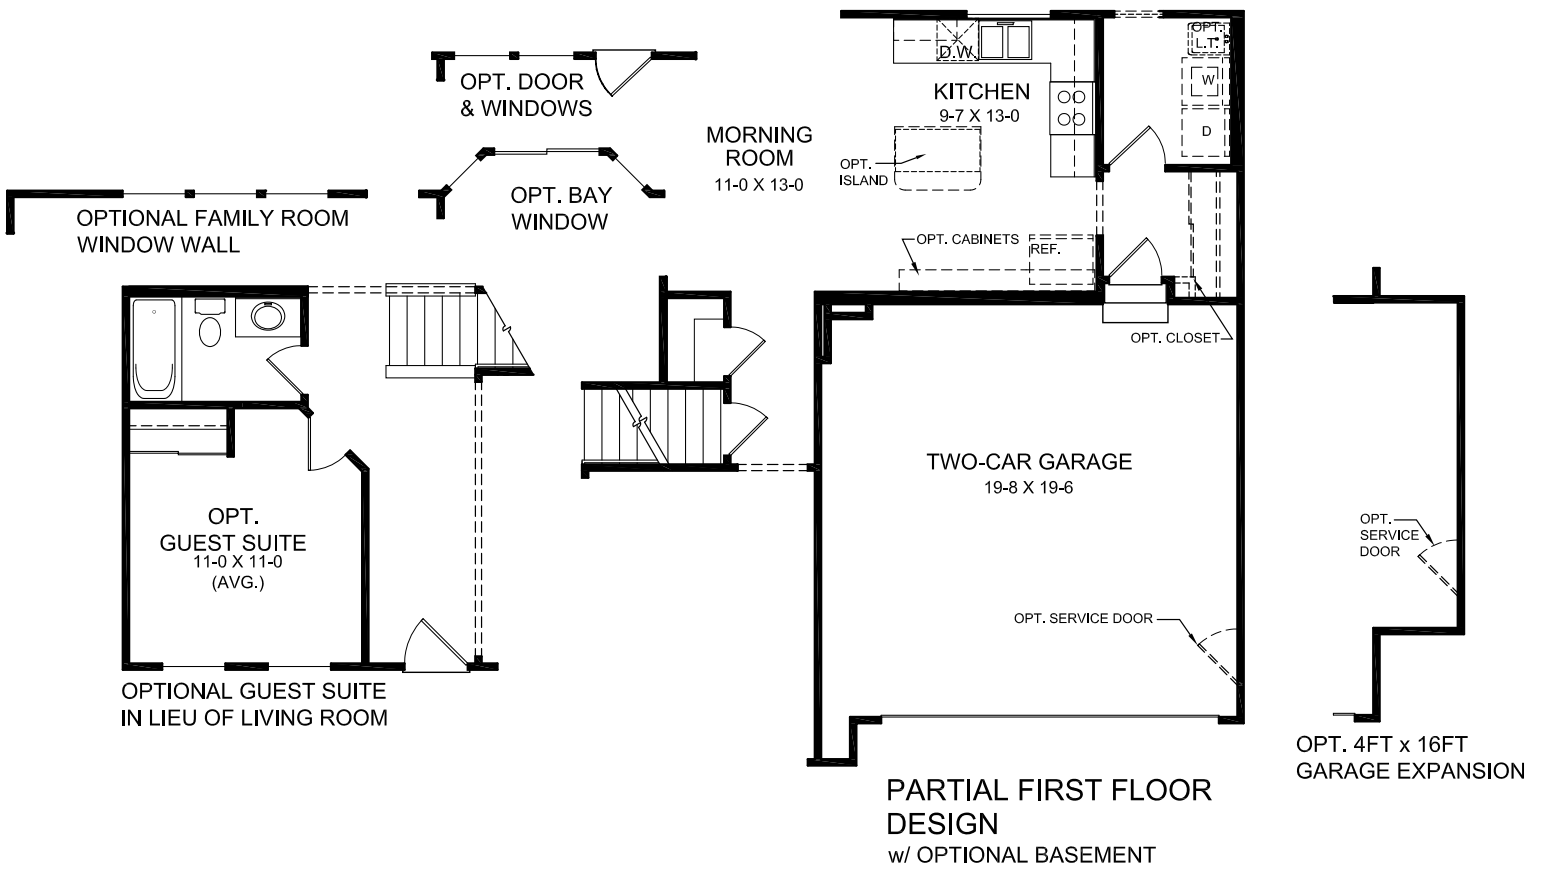 OPT. DOOR
& WINDOWS
OPTIONAL FAMILY ROOM
WINDOW WALL
OPT. BAY
WINDOW
MORNING
ROOM
11-0 X 13-0
D.W.
KITCHEN
9-7 X 13-0
OPT.
ISLAND
OPT. CABINETS
REF.
OPT.
L.T.
W
D
OPT. CLOSET
OPT.
GUEST SUITE
11-0 X 11-0
(AVG.)
OPTIONAL GUEST SUITE
IN LIEU OF LIVING ROOM
TWO-CAR GARAGE
19-8 X 19-6
OPT. SERVICE DOOR
OPT.
SERVICE
DOOR
OPT. 4FT x 16FT
GARAGE EXPANSION
PARTIAL FIRST FLOOR
DESIGN
w/ OPTIONAL BASEMENT